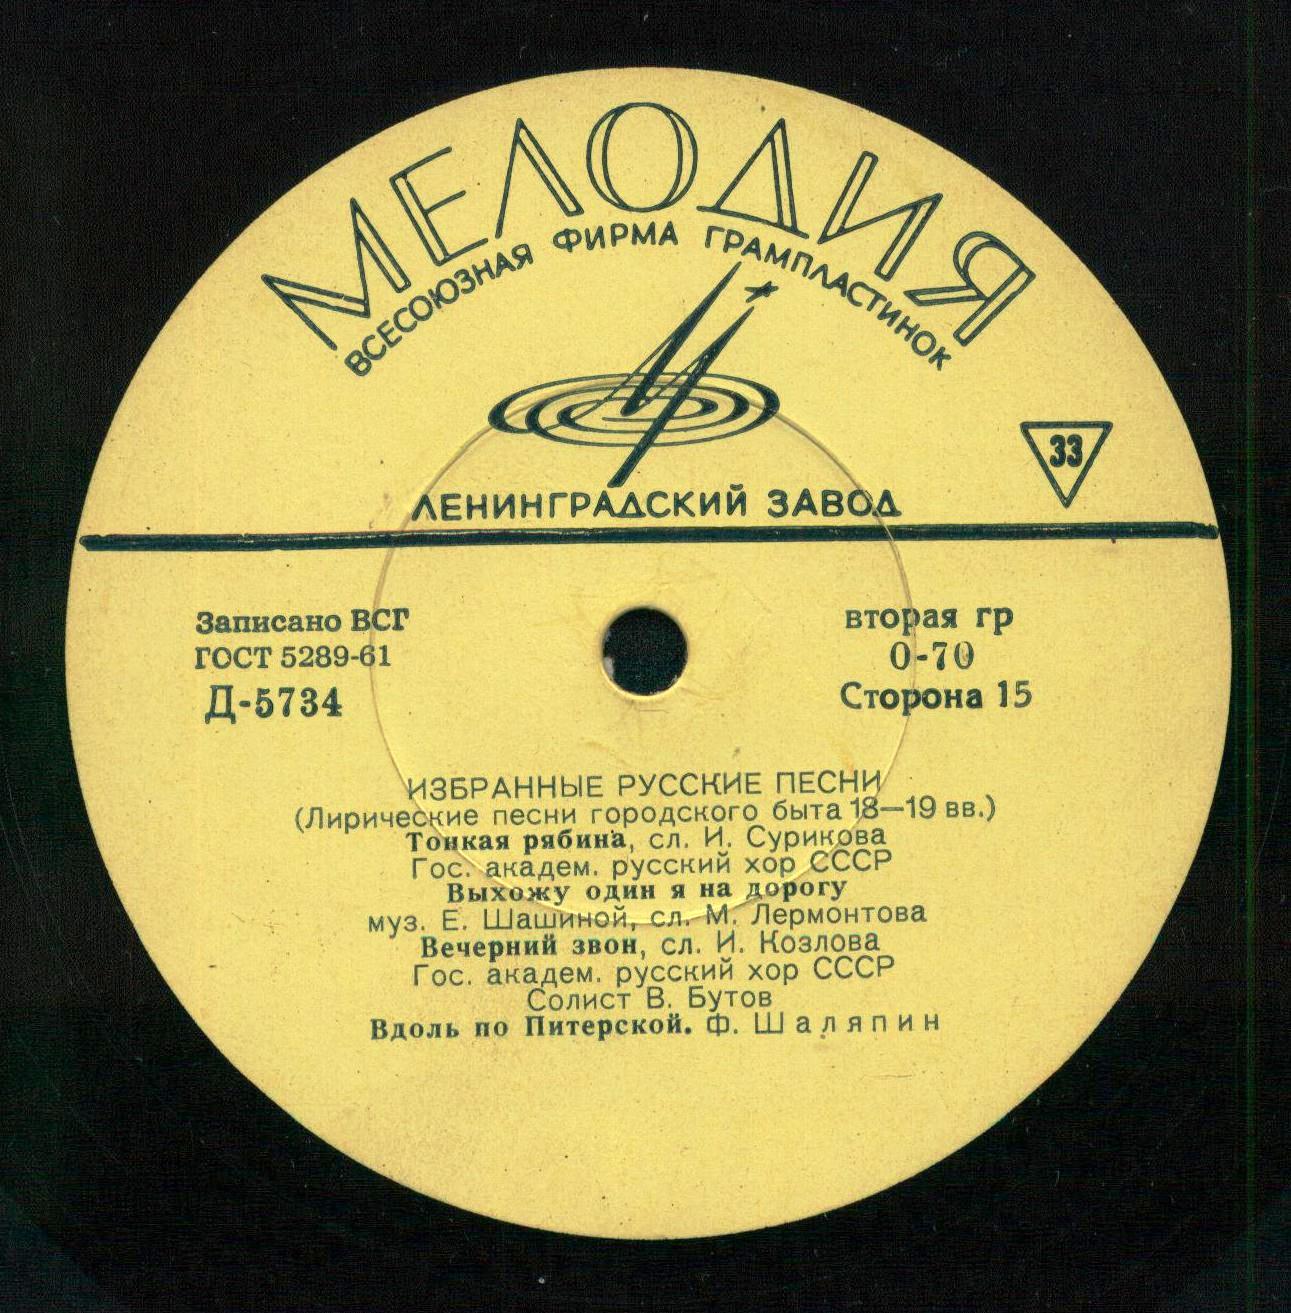 МЕЛОДИЯ
ВСЕСОЮЗНАЯ ФИРМА ГРАМПЛАСТИНОК
33
ЛЕНИНГРАДСКИЙ ЗАВОД
Записано ВСГ
ГОСТ 5289-61
Д-5734
вторая гр
0-70
Сторона 15
ИЗБРАННЫЕ РУССКИЕ ПЕСНИ
(Лирические песни городского быта 18—19 вв.)
Тонкая рябина, сл. И. Сурикова
Гос. академ. русский хор СССР
Выхожу один я на дорогу
муз. Е. Шашиной, сл. М. Лермонтова
Вечерний звон, сл. И. Козлова
Гос. академ. русский хор СССР
Солист В. Бутов
Вдоль по Питерской. Ф. Шаляпин